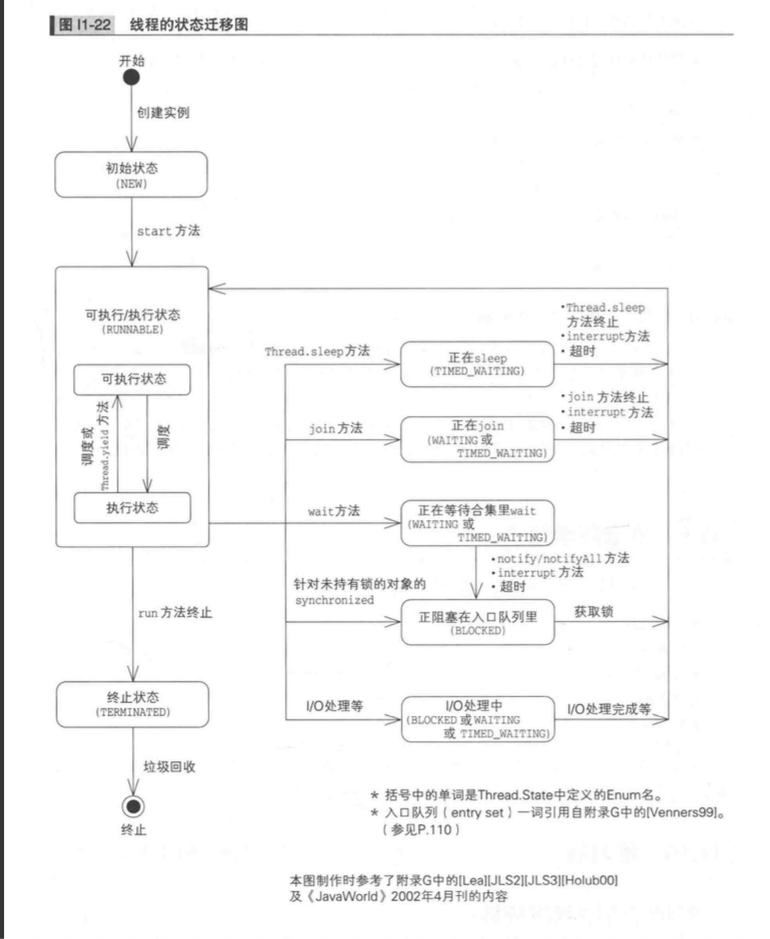 图 I1-22 线程的状态迁移图
开始
创建实例
初始状态
(NEW)
start 方法
可执行/执行状态
(RUNNABLE)
可执行状态
调度或
Thread.yield 方法
调度
执行状态
run 方法终止
终止状态
(TERMINATED)
垃圾回收
终止
Thread.sleep方法
正在sleep
(TIMED_WAITING)
•Thread.sleep
方法终止
•interrupt方法
•超时
join 方法
正在join
(WAITING 或
TIMED_WAITING)
•join 方法终止
•interrupt 方法
•超时
wait方法
正在等待合集里wait
(WAITING 或
TIMED_WAITING)
•notify/notifyAll 方法
•interrupt 方法
•超时
针对未持有锁的对象的
synchronized
正阻塞在入口队列里
(BLOCKED)
获取锁
I/O处理等
I/O处理中
(BLOCKED 或 WAITING
或 TIMED_WAITING)
I/O处理完成等
* 括号中的单词是Thread.State中定义的Enum名。
* 入口队列（entry set）一词引用自附录G中的[Venners99]。
（参见P.110）
本图制作时参考了附录G中的[Lea][JLS2][JLS3][Holub00]
及《JavaWorld》2002年4月刊的内容